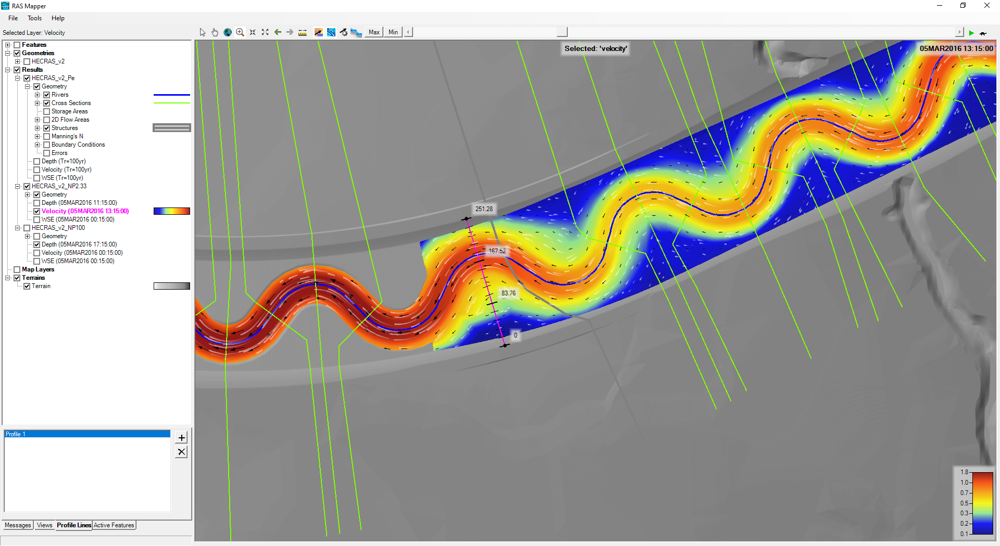 RAS Mapper
File Tools Help
Selected Layer: Velocity
Max Min
Features
Geometries
HECRAS_v2
Results
HECRAS_v2_Pe
Geometry
Rivers
Cross Sections
Storage Areas
2D Flow Areas
Structures
Manning's N
Boundary Conditions
Errors
Depth (Tr=100yr)
Velocity (Tr=100yr)
WSE (Tr=100yr)
HECRAS_v2_NP2.33
Geometry
Depth (05MAR2016 11:15:00)
Velocity (05MAR2016 13:15:00)
WSE (05MAR2016 00:15:00)
HECRAS_v2_NP100
Geometry
Depth (05MAR2016 17:15:00)
Velocity (05MAR2016 00:15:00)
WSE (05MAR2016 00:15:00)
Map Layers
Terrains
Terrain
Profile 1
Messages Views Profile Lines Active Features
Selected: 'velocity'
05MAR2016 13:15:00
251.28
167.52
83.76
0
1.8
1.0
0.7
0.5
0.3
0.2
0.1